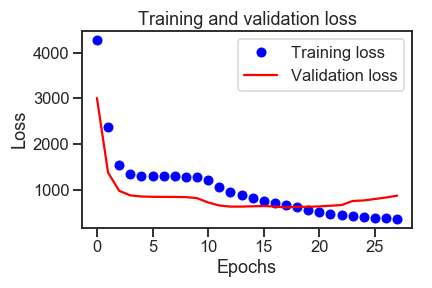 Training and validation loss
Training loss
Validation loss
4000
3000
2000
1000
Loss
0 5 10 15 20 25
Epochs